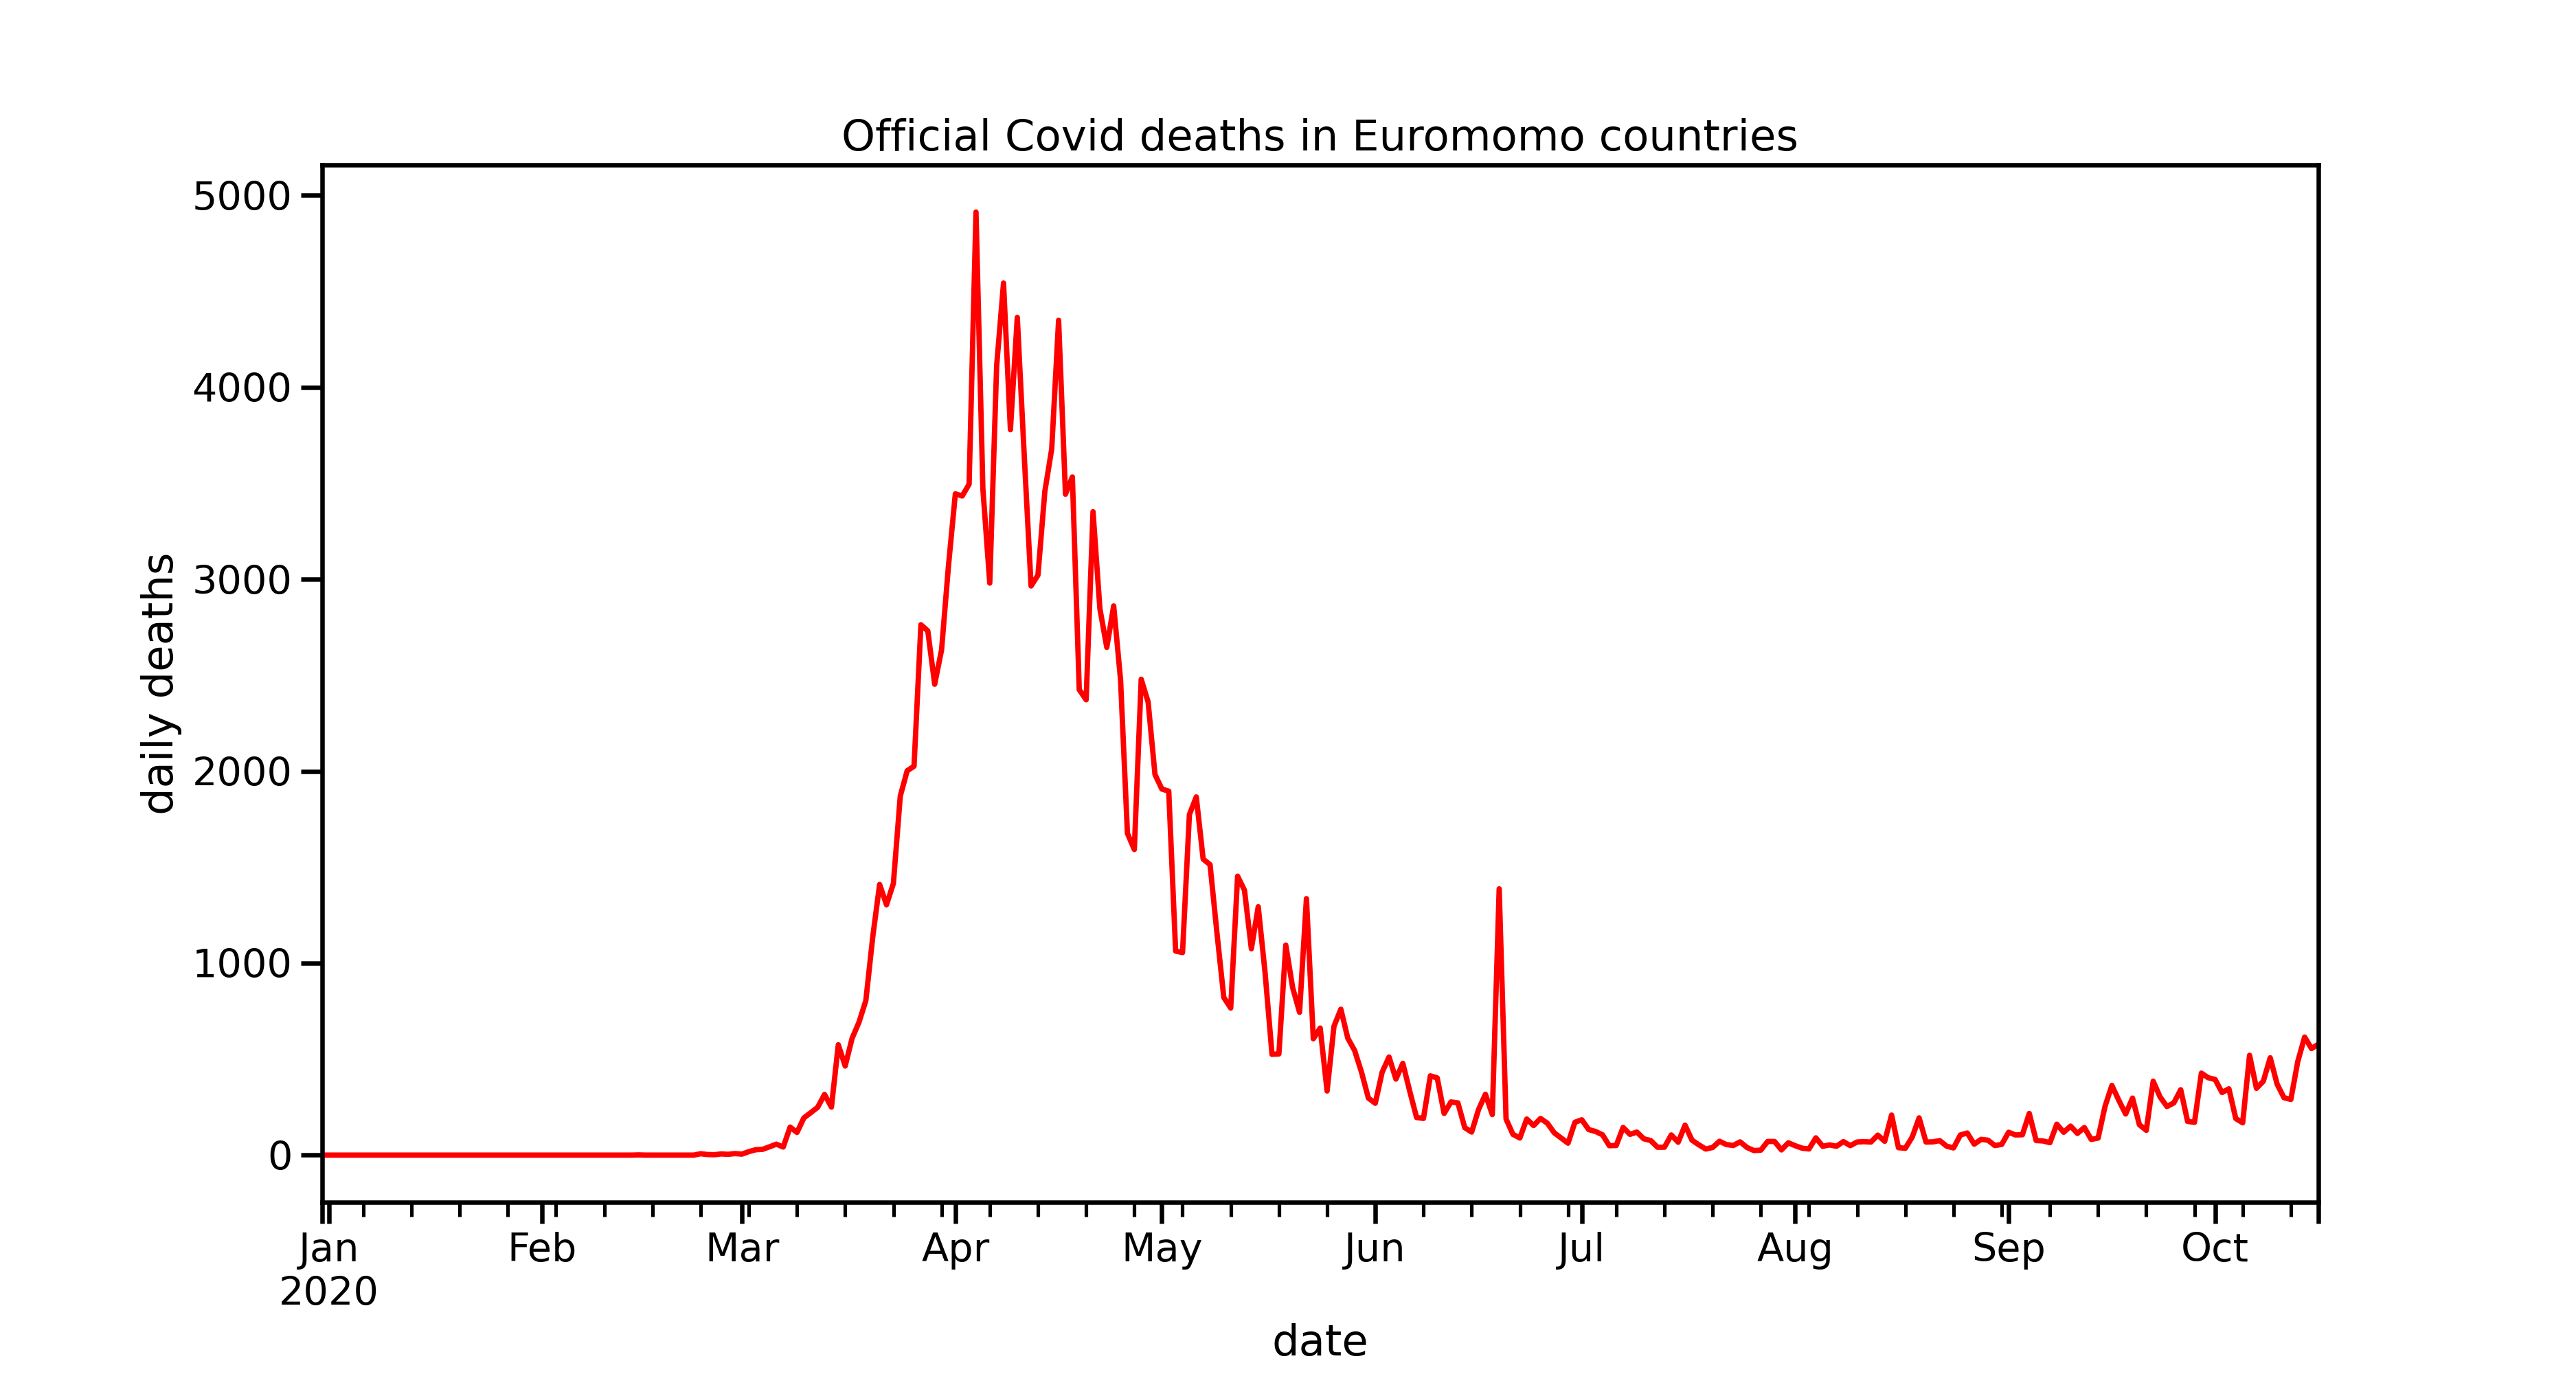 Official Covid deaths in Euromomo countries
daily deaths
5000
4000
3000
2000
1000
0
Jan Feb Mar Apr May Jun Jul Aug Sep Oct
2020
date